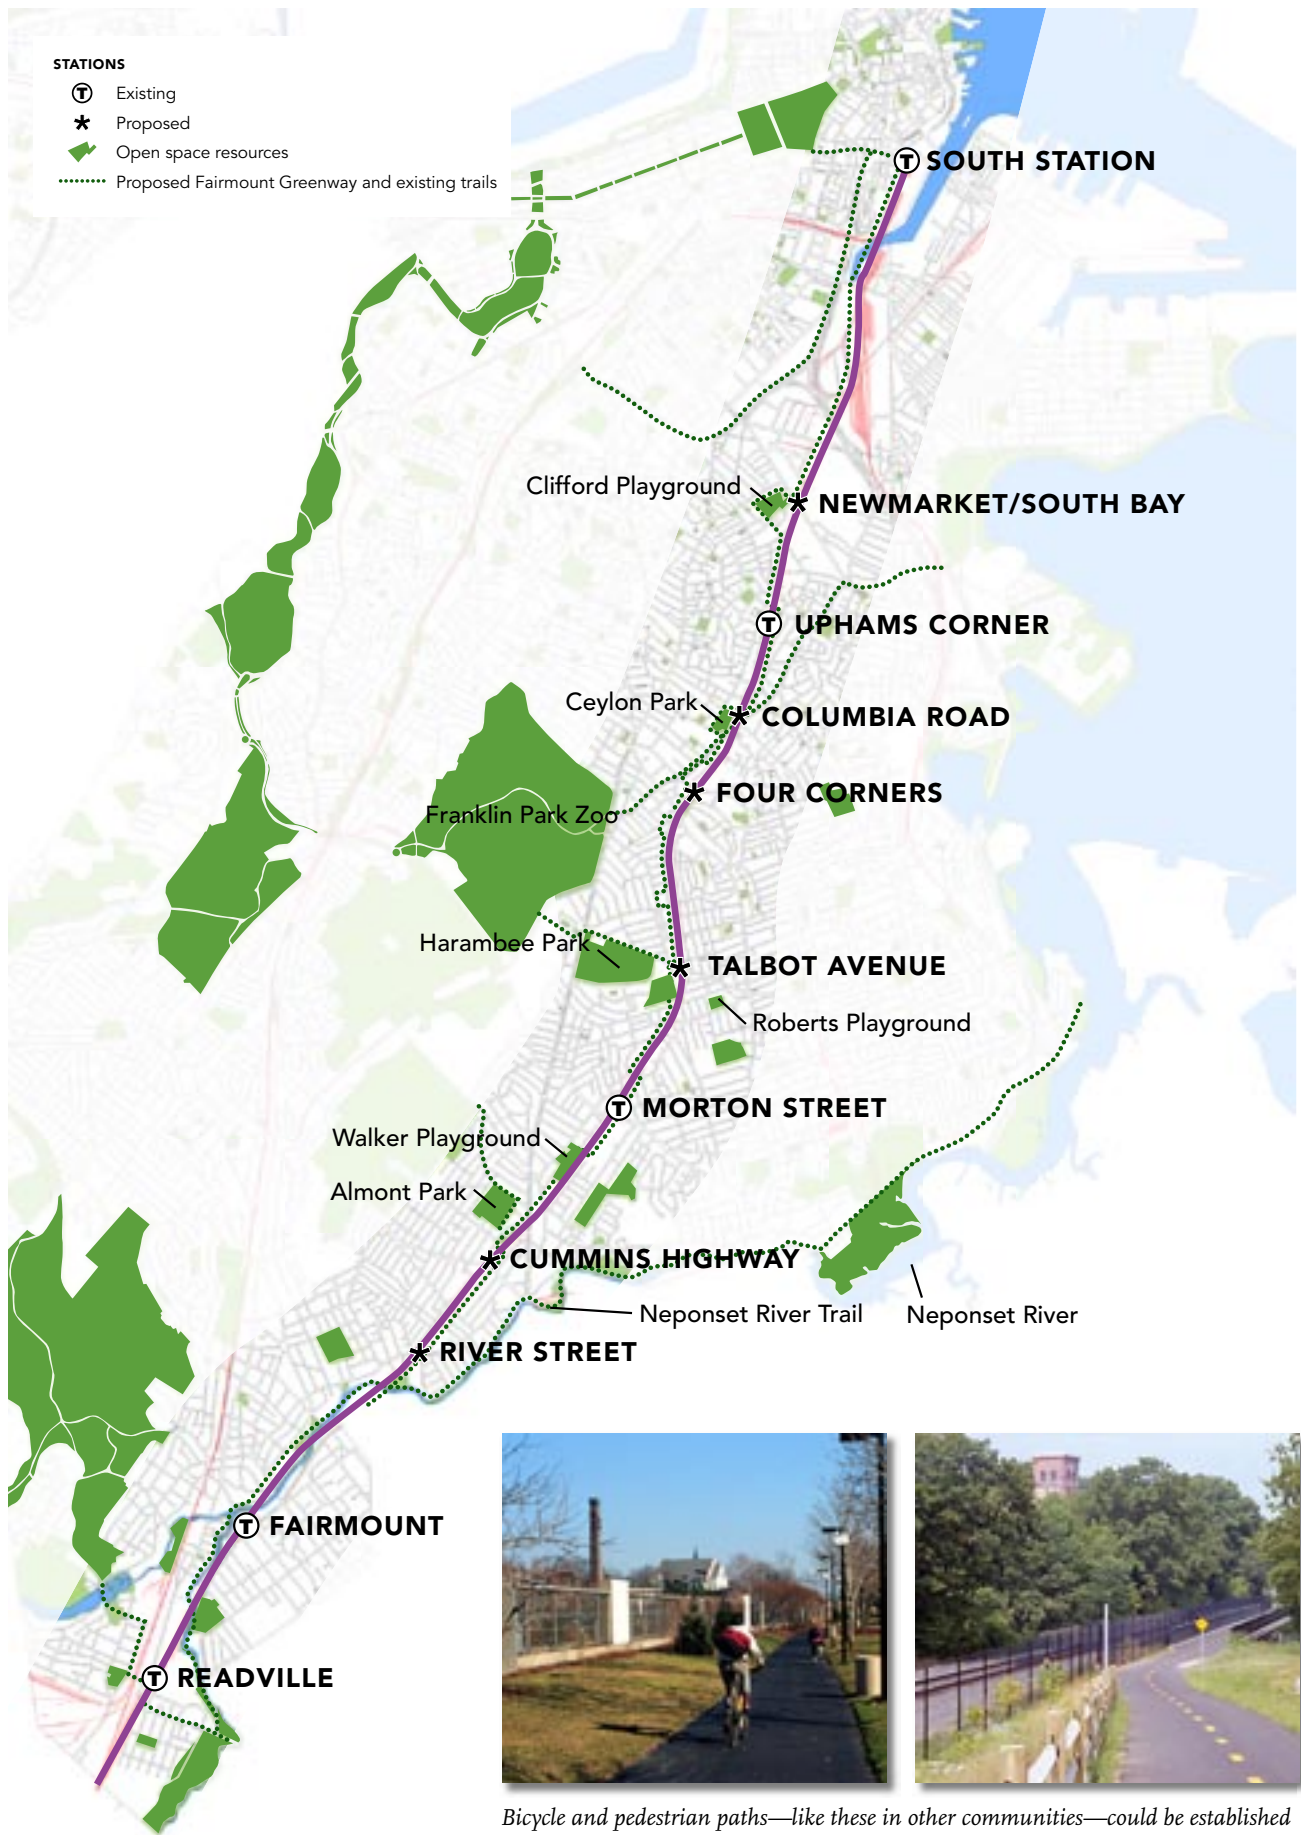 STATIONS
T Existing
* Proposed
Open space resources
Proposed Fairmount Greenway and existing trails
T SOUTH STATION
Clifford Playground
* NEWMARKET/SOUTH BAY
T UPHAMS CORNER
Ceylon Park
* COLUMBIA ROAD
* FOUR CORNERS
Franklin Park Zoo
Harambee Park
* TALBOT AVENUE
Roberts Playground
T MORTON STREET
Walker Playground
Almont Park
* CUMMINS HIGHWAY
Neponset River Trail
Neponset River
* RIVER STREET
T FAIRMOUNT
T READVILLE
Bicycle and pedestrian paths—like these in other communities—could be established